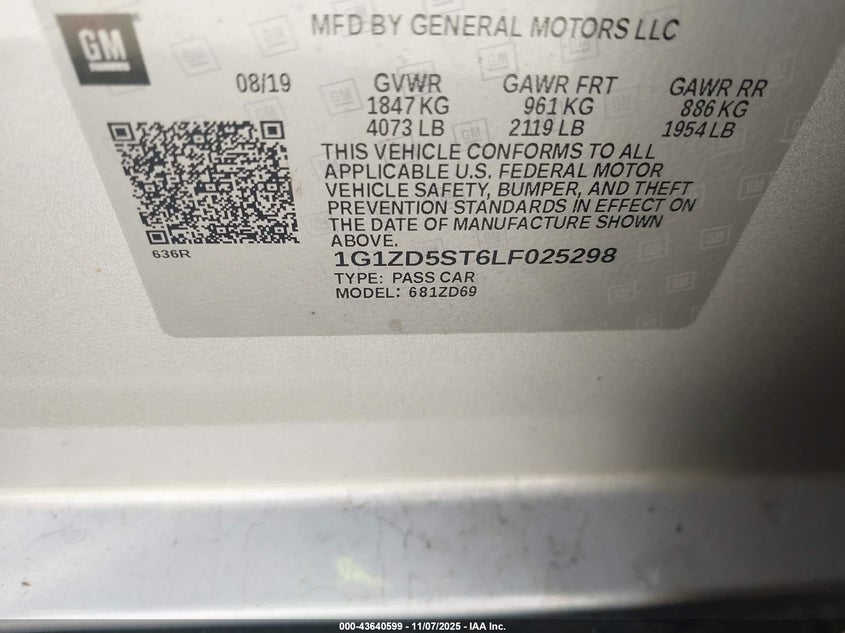 GM
MFD BY GENERAL MOTORS LLC
08/19 GVWR GAWR FRT GAWR RR
1847 KG 961 KG 886 KG
4073 LB 2119 LB 1954 LB
THIS VEHICLE CONFORMS TO ALL
APPLICABLE U.S. FEDERAL MOTOR
VEHICLE SAFETY, BUMPER, AND THEFT
PREVENTION STANDARDS IN EFFECT ON
THE DATE OF MANUFACTURE SHOWN
ABOVE.
636R
1G1ZD5ST6LF025298
TYPE: PASS CAR
MODEL: 681ZD69
000-43640599 - 11/07/2025 - IAA Inc.